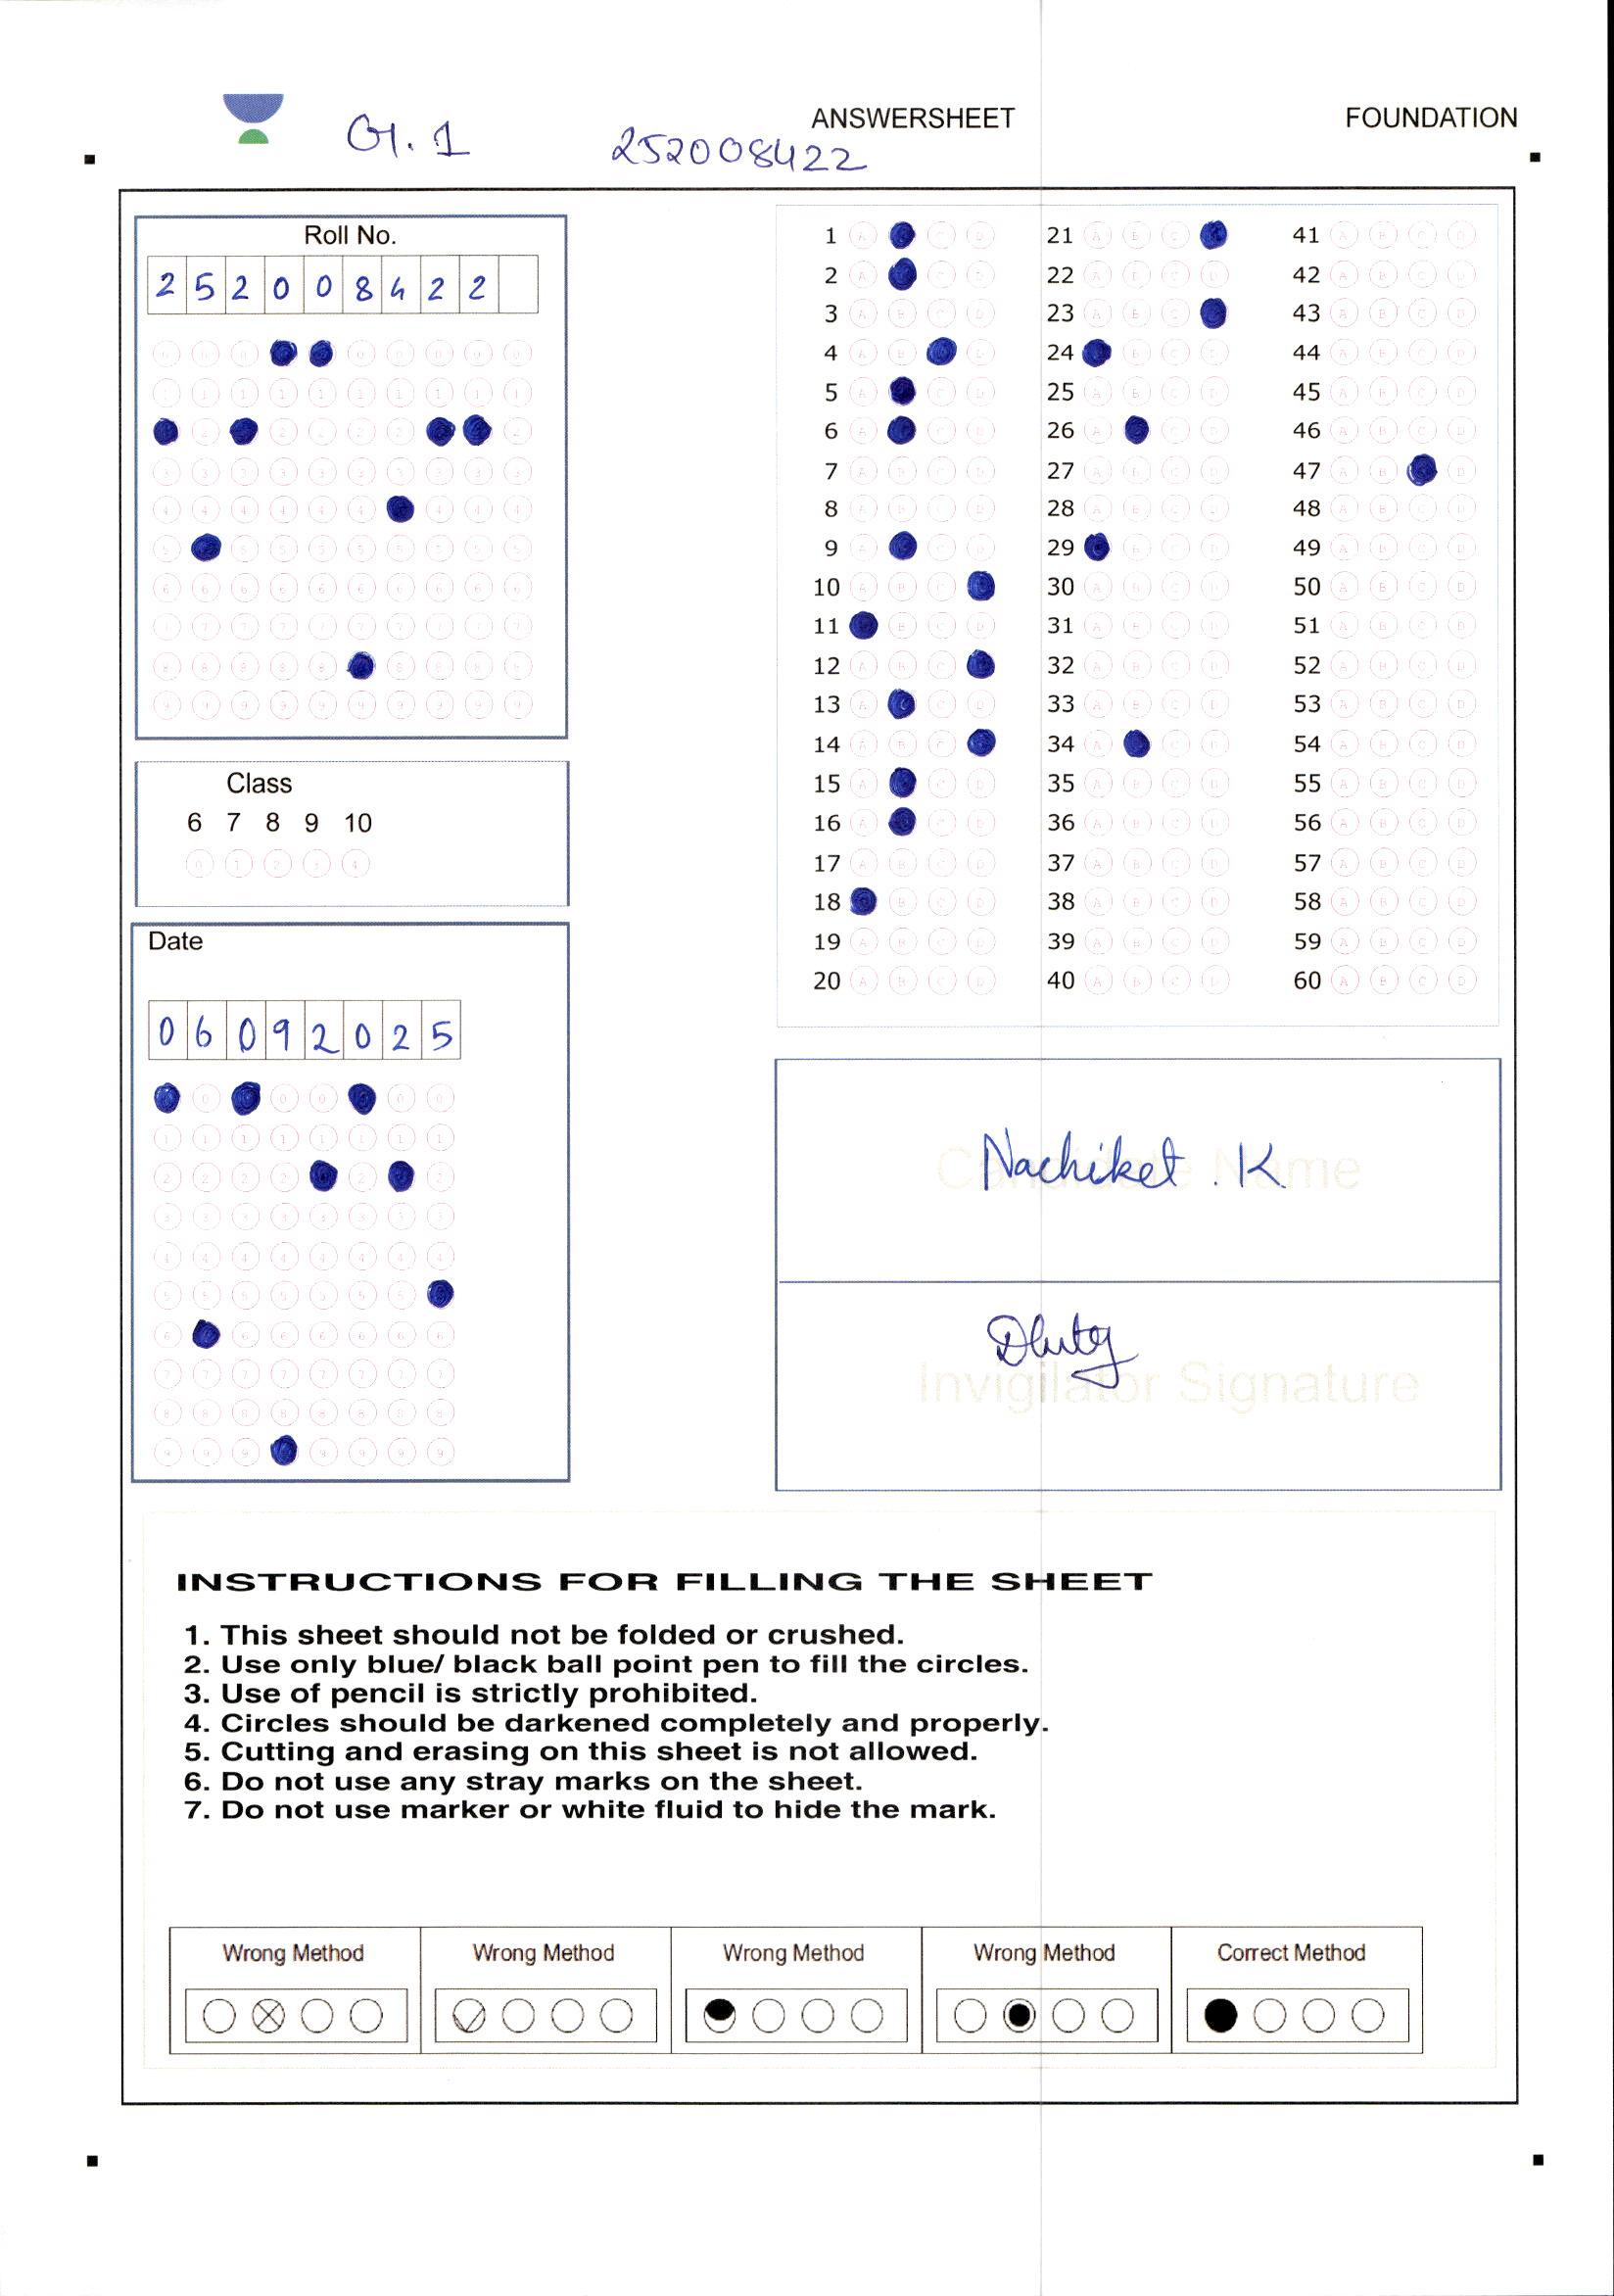 G1.1
252008422
ANSWERSHEET
FOUNDATION
Roll No.
2 5 2 0 0 8 4 2 2
Class
6 7 8 9 10
Date
0 6 0 9 2 0 2 5
1 A C D
2 A C D
3 A B C D
4 A B D
5 A C D
6 A C D
7 A B C D
8 A B C D
9 A C D
10 A B C
11 B C D
12 A B C
13 A C D
14 A B C
15 A C D
16 A C D
17 A B C D
18 B C D
19 A B C D
20 A B C D
21 A B C
22 A B C D
23 A B C
24 B C D
25 A B C D
26 A C D
27 A B C D
28 A B C D
29 B C D
30 A B C D
31 A B C D
32 A B C D
33 A B C D
34 A C D
35 A B C D
36 A B C D
37 A B C D
38 A B C D
39 A B C D
40 A B C D
41 A B C D
42 A B C D
43 A B C D
44 A B C D
45 A B C D
46 A B C D
47 A B D
48 A B C D
49 A B C D
50 A B C D
51 A B C D
52 A B C D
53 A B C D
54 A B C D
55 A B C D
56 A B C D
57 A B C D
58 A B C D
59 A B C D
60 A B C D
Candidate Name
Nachiket . K
Invigilator Signature
INSTRUCTIONS FOR FILLING THE SHEET
1. This sheet should not be folded or crushed.
2. Use only blue/ black ball point pen to fill the circles.
3. Use of pencil is strictly prohibited.
4. Circles should be darkened completely and properly.
5. Cutting and erasing on this sheet is not allowed.
6. Do not use any stray marks on the sheet.
7. Do not use marker or white fluid to hide the mark.
Wrong Method
Wrong Method
Wrong Method
Wrong Method
Correct Method